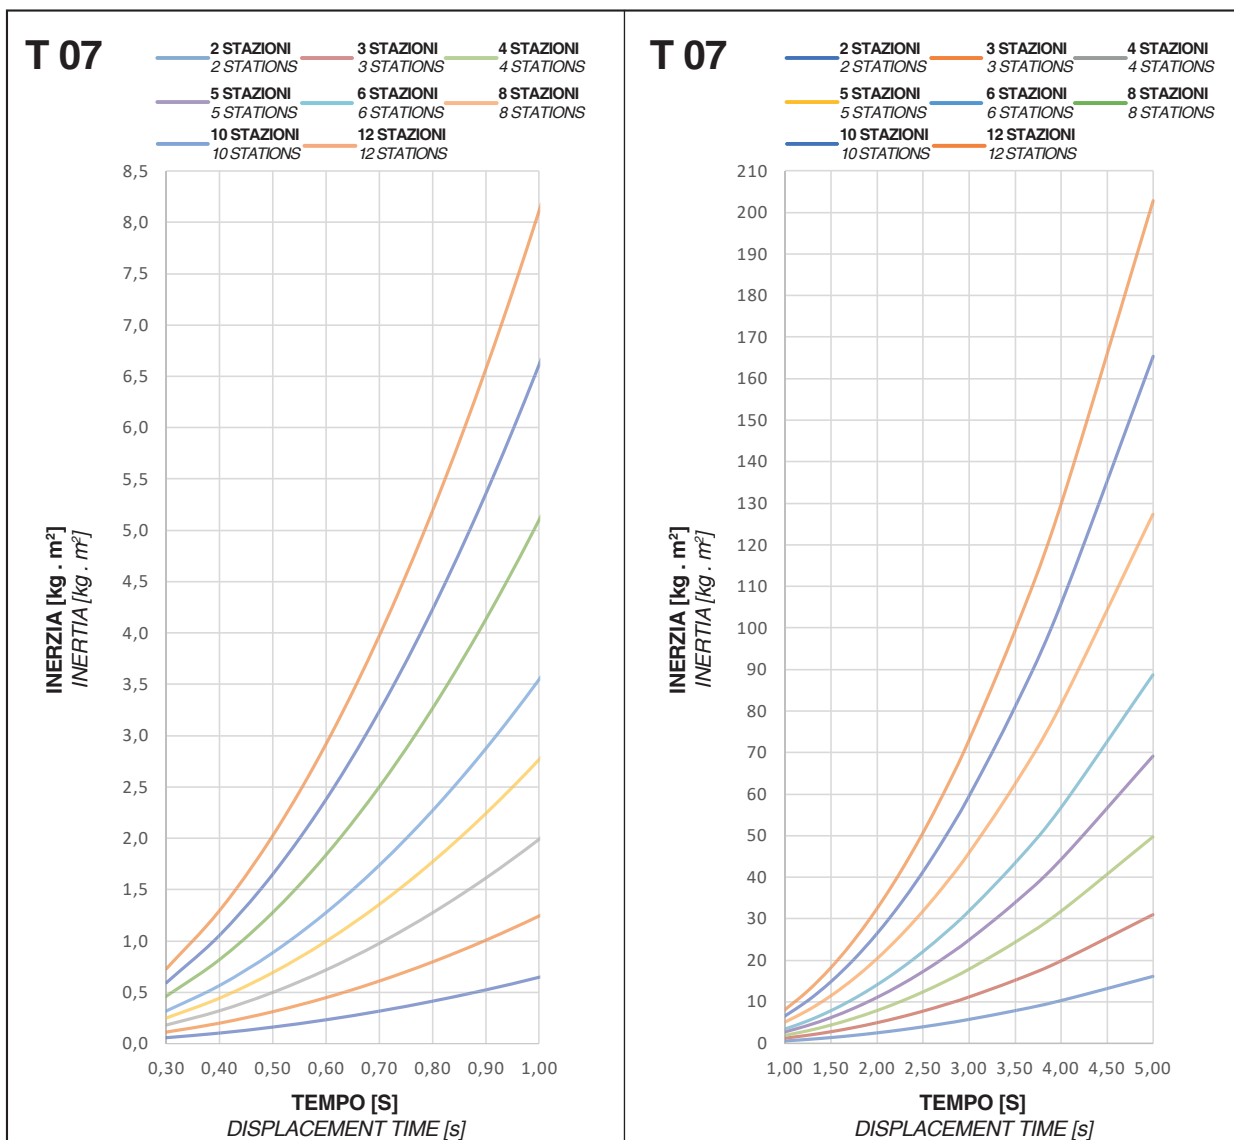 T 07
2 STAZIONI 3 STAZIONI 4 STAZIONI
2 STATIONS 3 STATIONS 4 STATIONS
5 STAZIONI 6 STAZIONI 8 STAZIONI
5 STATIONS 6 STATIONS 8 STATIONS
10 STAZIONI 12 STAZIONI
10 STATIONS 12 STATIONS
8,5
8,0
7,5
7,0
6,5
6,0
5,5
5,0
4,5
4,0
3,5
3,0
2,5
2,0
1,5
1,0
0,5
0,0
INERZIA [kg . m²]
INERTIA [kg . m²]
0,30 0,40 0,50 0,60 0,70 0,80 0,90 1,00
TEMPO [S]
DISPLACEMENT TIME [s]
T 07
2 STAZIONI 3 STAZIONI 4 STAZIONI
2 STATIONS 3 STATIONS 4 STATIONS
5 STAZIONI 6 STAZIONI 8 STAZIONI
5 STATIONS 6 STATIONS 8 STATIONS
10 STAZIONI 12 STAZIONI
10 STATIONS 12 STATIONS
210
200
190
180
170
160
150
140
130
120
110
100
90
80
70
60
50
40
30
20
10
0
INERZIA [kg . m²]
INERTIA [kg . m²]
1,00 1,50 2,00 2,50 3,00 3,50 4,00 4,50 5,00
TEMPO [S]
DISPLACEMENT TIME [s]